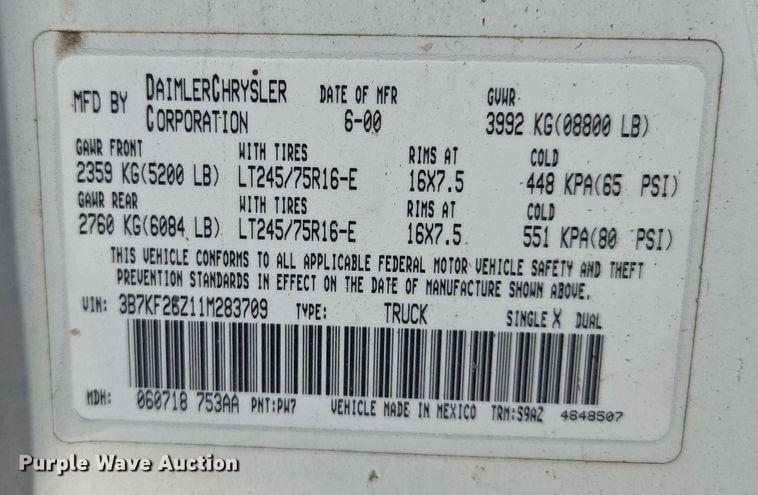 MFD BY DAIMLERCHRYSLER CORPORATION DATE OF MFR 6-00 GVWR 3992 KG(08800 LB)
GAWR FRONT WITH TIRES RIMS AT COLD
2359 KG(5200 LB) LT245/75R16-E 16X7.5 448 KPA(65 PSI)
GAWR REAR WITH TIRES RIMS AT COLD
2760 KG(6084 LB) LT245/75R16-E 16X7.5 551 KPA(80 PSI)
THIS VEHICLE CONFORMS TO ALL APPLICABLE FEDERAL MOTOR VEHICLE SAFETY AND THEFT
PREVENTION STANDARDS IN EFFECT ON THE DATE OF MANUFACTURE SHOWN ABOVE.
VIN: 3B7KF26Z11M283709 TYPE: TRUCK SINGLE X DUAL
MDH: 060718 753AA PNT:PW7 VEHICLE MADE IN MEXICO TRM:S9AZ 4648507
Purple Wave Auction